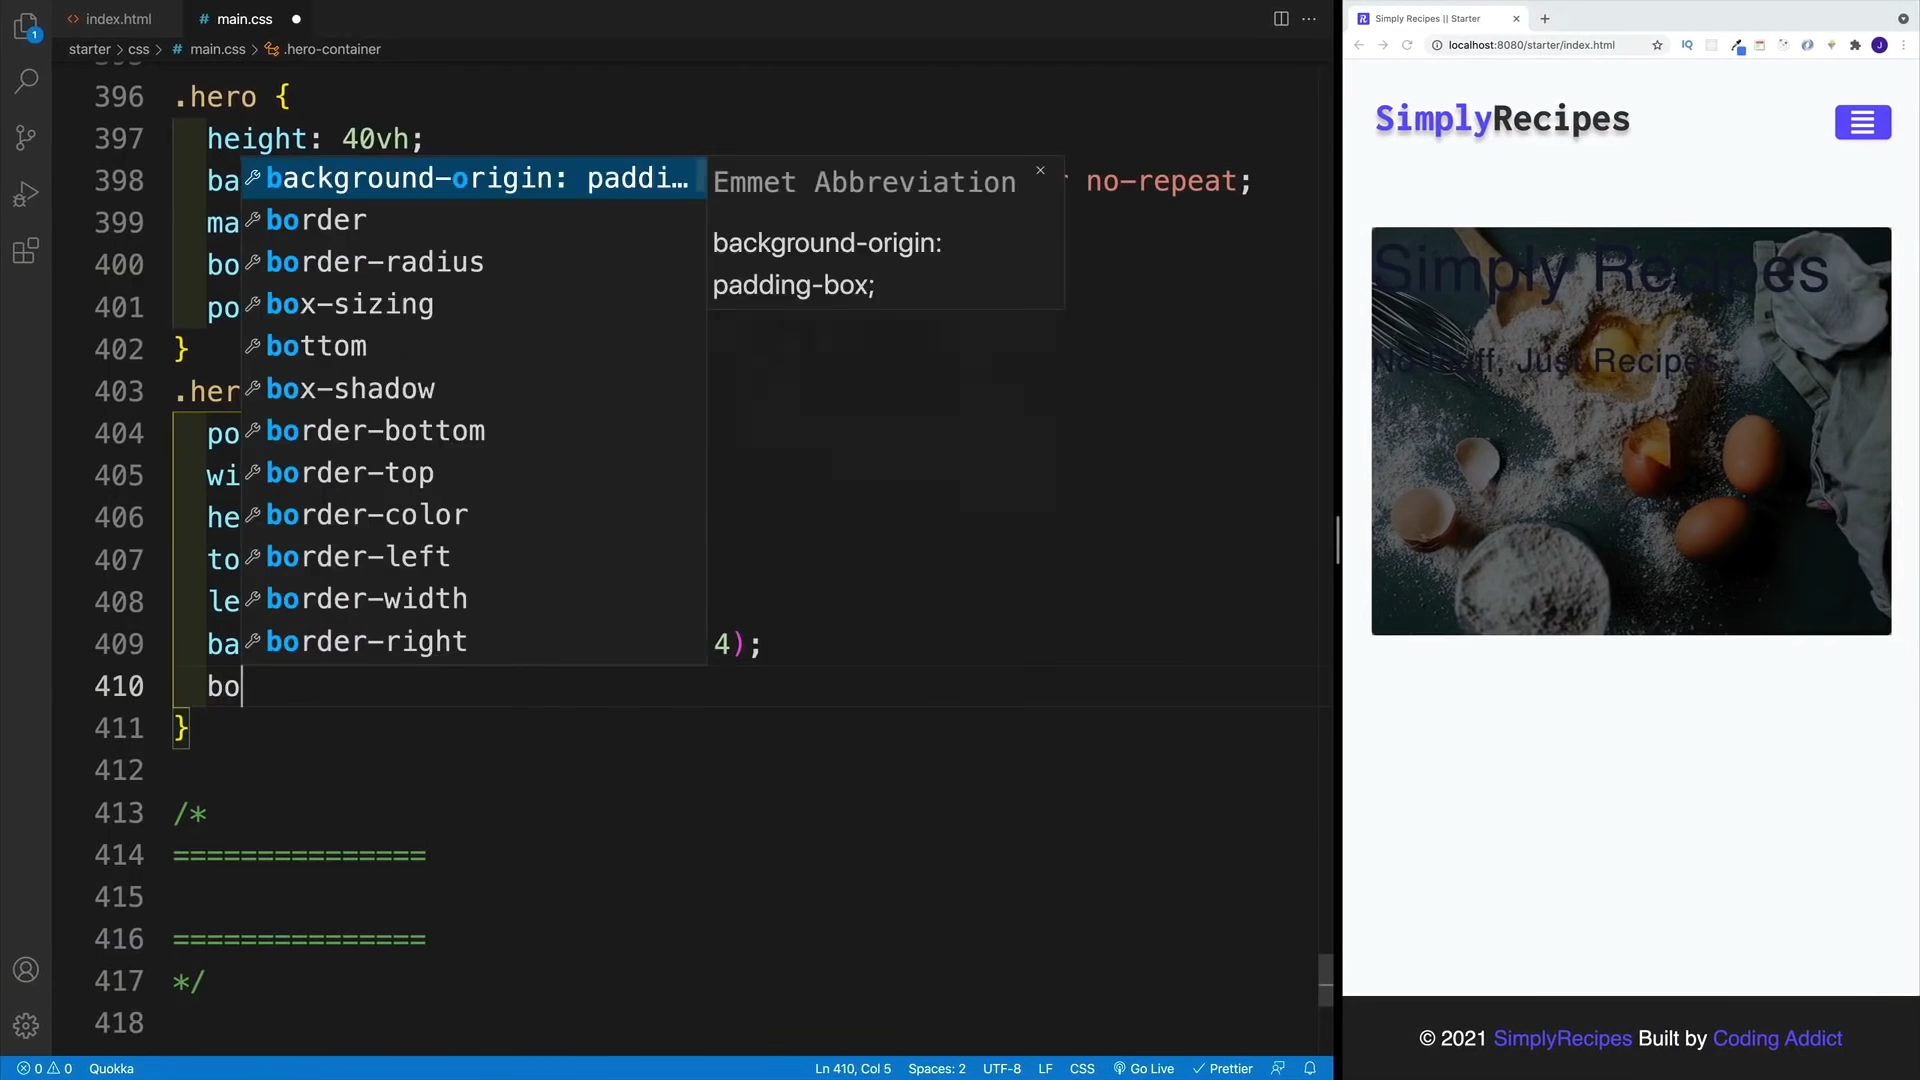 index.html
# main.css
starter > css > # main.css > .hero-container
396 .hero {
397 height: 40vh;
398 ba no-repeat;
399 ma
400 bo
401 po
402 }
403 .her
404 po
405 wi
406 he
407 to
408 le
409 ba 4);
410 bo
411 }
412
413 /*
414 ===============
415
416 ===============
417 */
418
background-origin: paddi…
border
border-radius
box-sizing
bottom
box-shadow
border-bottom
border-top
border-color
border-left
border-width
border-right
Emmet Abbreviation
background-origin:
padding-box;
1
0 0 Quokka Ln 410, Col 5 Spaces: 2 UTF-8 LF CSS Go Live Prettier
Simply Recipes || Starter
localhost:8080/starter/index.html
IQ
J
SimplyRecipes
Simply Recipes
No Fluff, Just Recipes
© 2021 SimplyRecipes Built by Coding Addict